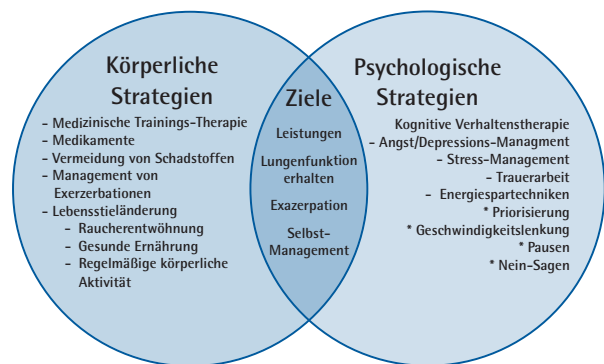 Körperliche
Strategien
- Medizinische Trainings-Therapie
- Medikamente
- Vermeidung von Schadstoffen
- Management von
Exerzerbationen
- Lebensstieländerung
- Raucherentwöhnung
- Gesunde Ernährung
- Regelmäßige körperliche
Aktivität
Ziele
Leistungen
Lungenfunktion
erhalten
Exazerpation
Selbst-
Management
Psychologische
Strategien
Kognitive Verhaltenstherapie
- Angst/Depressions-Managment
- Stress-Management
- Trauerarbeit
- Energiespartechniken
* Priorisierung
* Geschwindigkeitslenkung
* Pausen
* Nein-Sagen